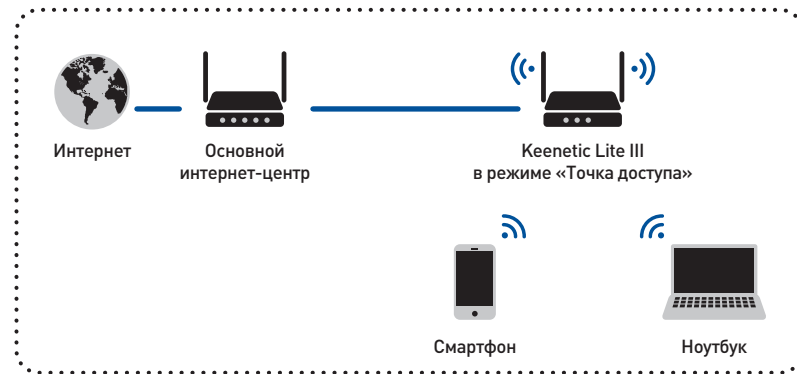 Интернет
Основной
интернет-центр
Keenetic Lite III
в режиме «Точка доступа»
Смартфон
Ноутбук